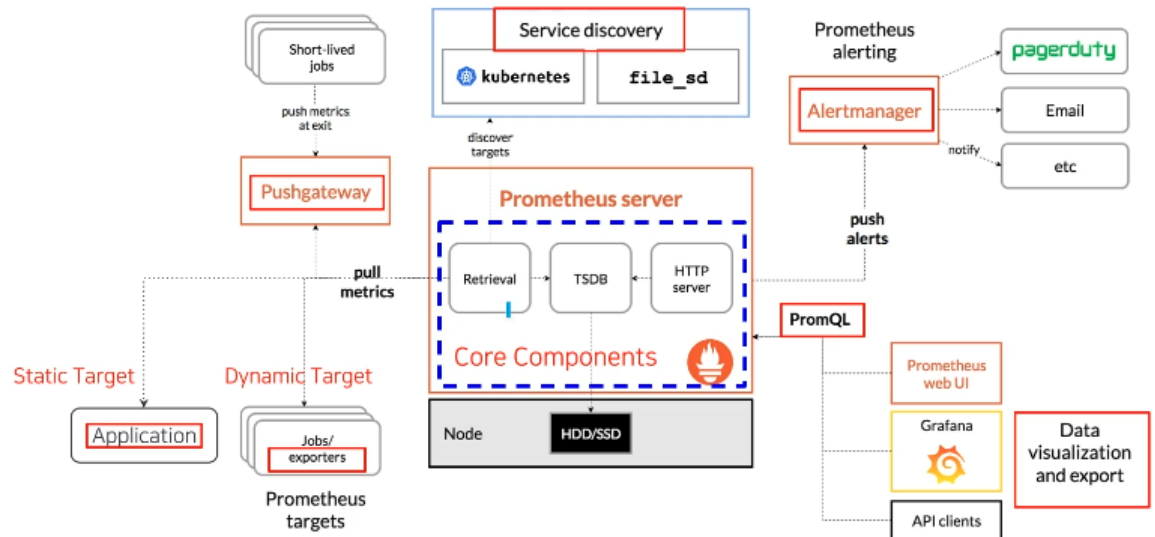 Short-lived
jobs
push metrics
at exit
Pushgateway
Service discovery
kubernetes
file_sd
discover
targets
Prometheus
alerting
Alertmanager
pagerduty
Email
notify
etc
Prometheus server
Retrieval
TSDB
HTTP
server
Core Components
pull
metrics
push
alerts
Static Target
Application
Dynamic Target
Jobs/
exporters
Prometheus
targets
Node
HDD/SSD
PromQL
Prometheus
web UI
Grafana
API clients
Data
visualization
and export